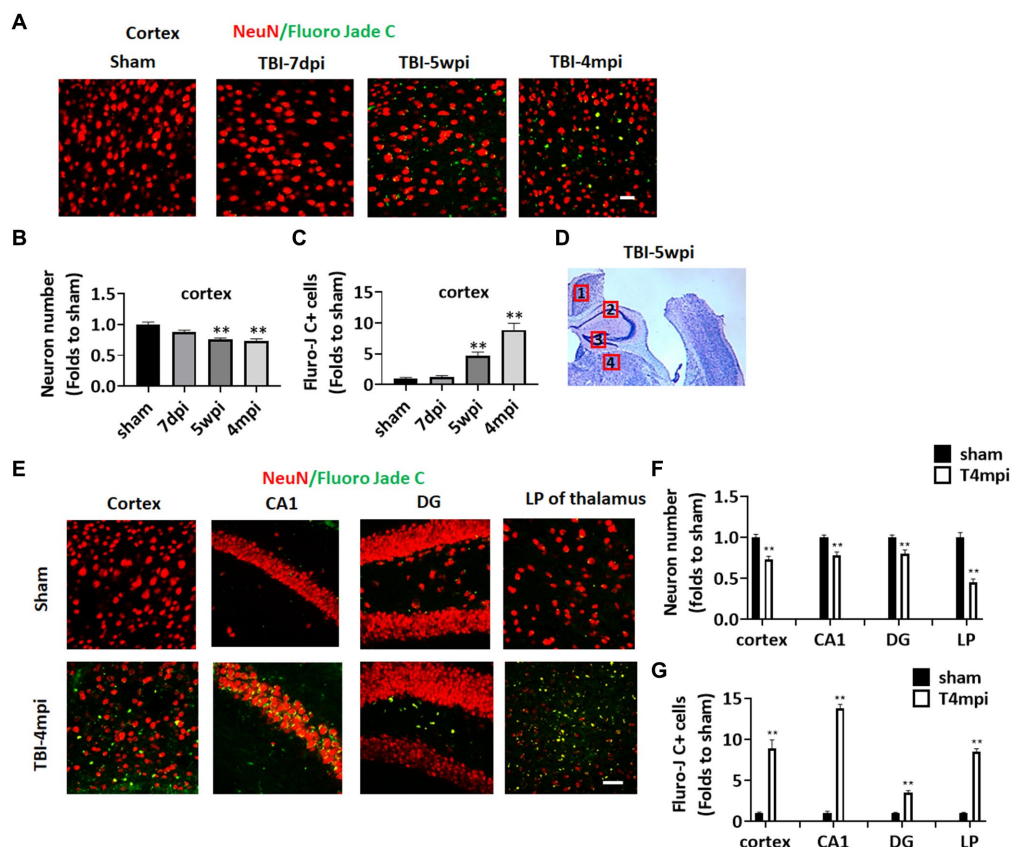 A
Cortex NeuN/Fluoro Jade C
Sham TBI-7dpi TBI-5wpi TBI-4mpi
B
Neuron number
(Folds to sham)
cortex
1.5
1.0
0.5
0.0
**
**
sham 7dpi 5wpi 4mpi
C
Fluro-J C+ cells
(Folds to sham)
cortex
15
10
5
0
**
**
sham 7dpi 5wpi 4mpi
D
TBI-5wpi
1
2
3
4
E
NeuN/Fluoro Jade C
Cortex CA1 DG LP of thalamus
Sham
TBI-4mpi
F
sham
T4mpi
Neuron number
(folds to sham)
1.5
1.0
0.5
0.0
**
**
**
**
cortex CA1 DG LP
G
sham
T4mpi
Fluro-J C+ cells
(Folds to sham)
15
10
5
0
**
**
**
**
cortex CA1 DG LP